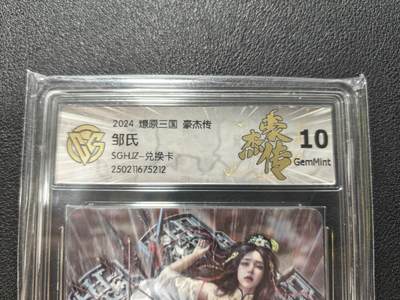 2024 燎原三国 豪杰传
邹氏
SGHJZ-兑换卡
250211675212
豪杰传
10
GemMint